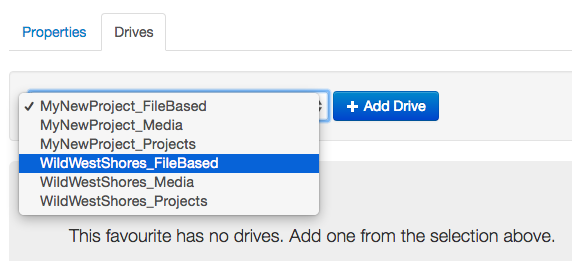 Properties Drives
✓ MyNewProject_FileBased
+ Add Drive
MyNewProject_Media
MyNewProject_Projects
WildWestShores_FileBased
WildWestShores_Media
WildWestShores_Projects
This favourite has no drives. Add one from the selection above.